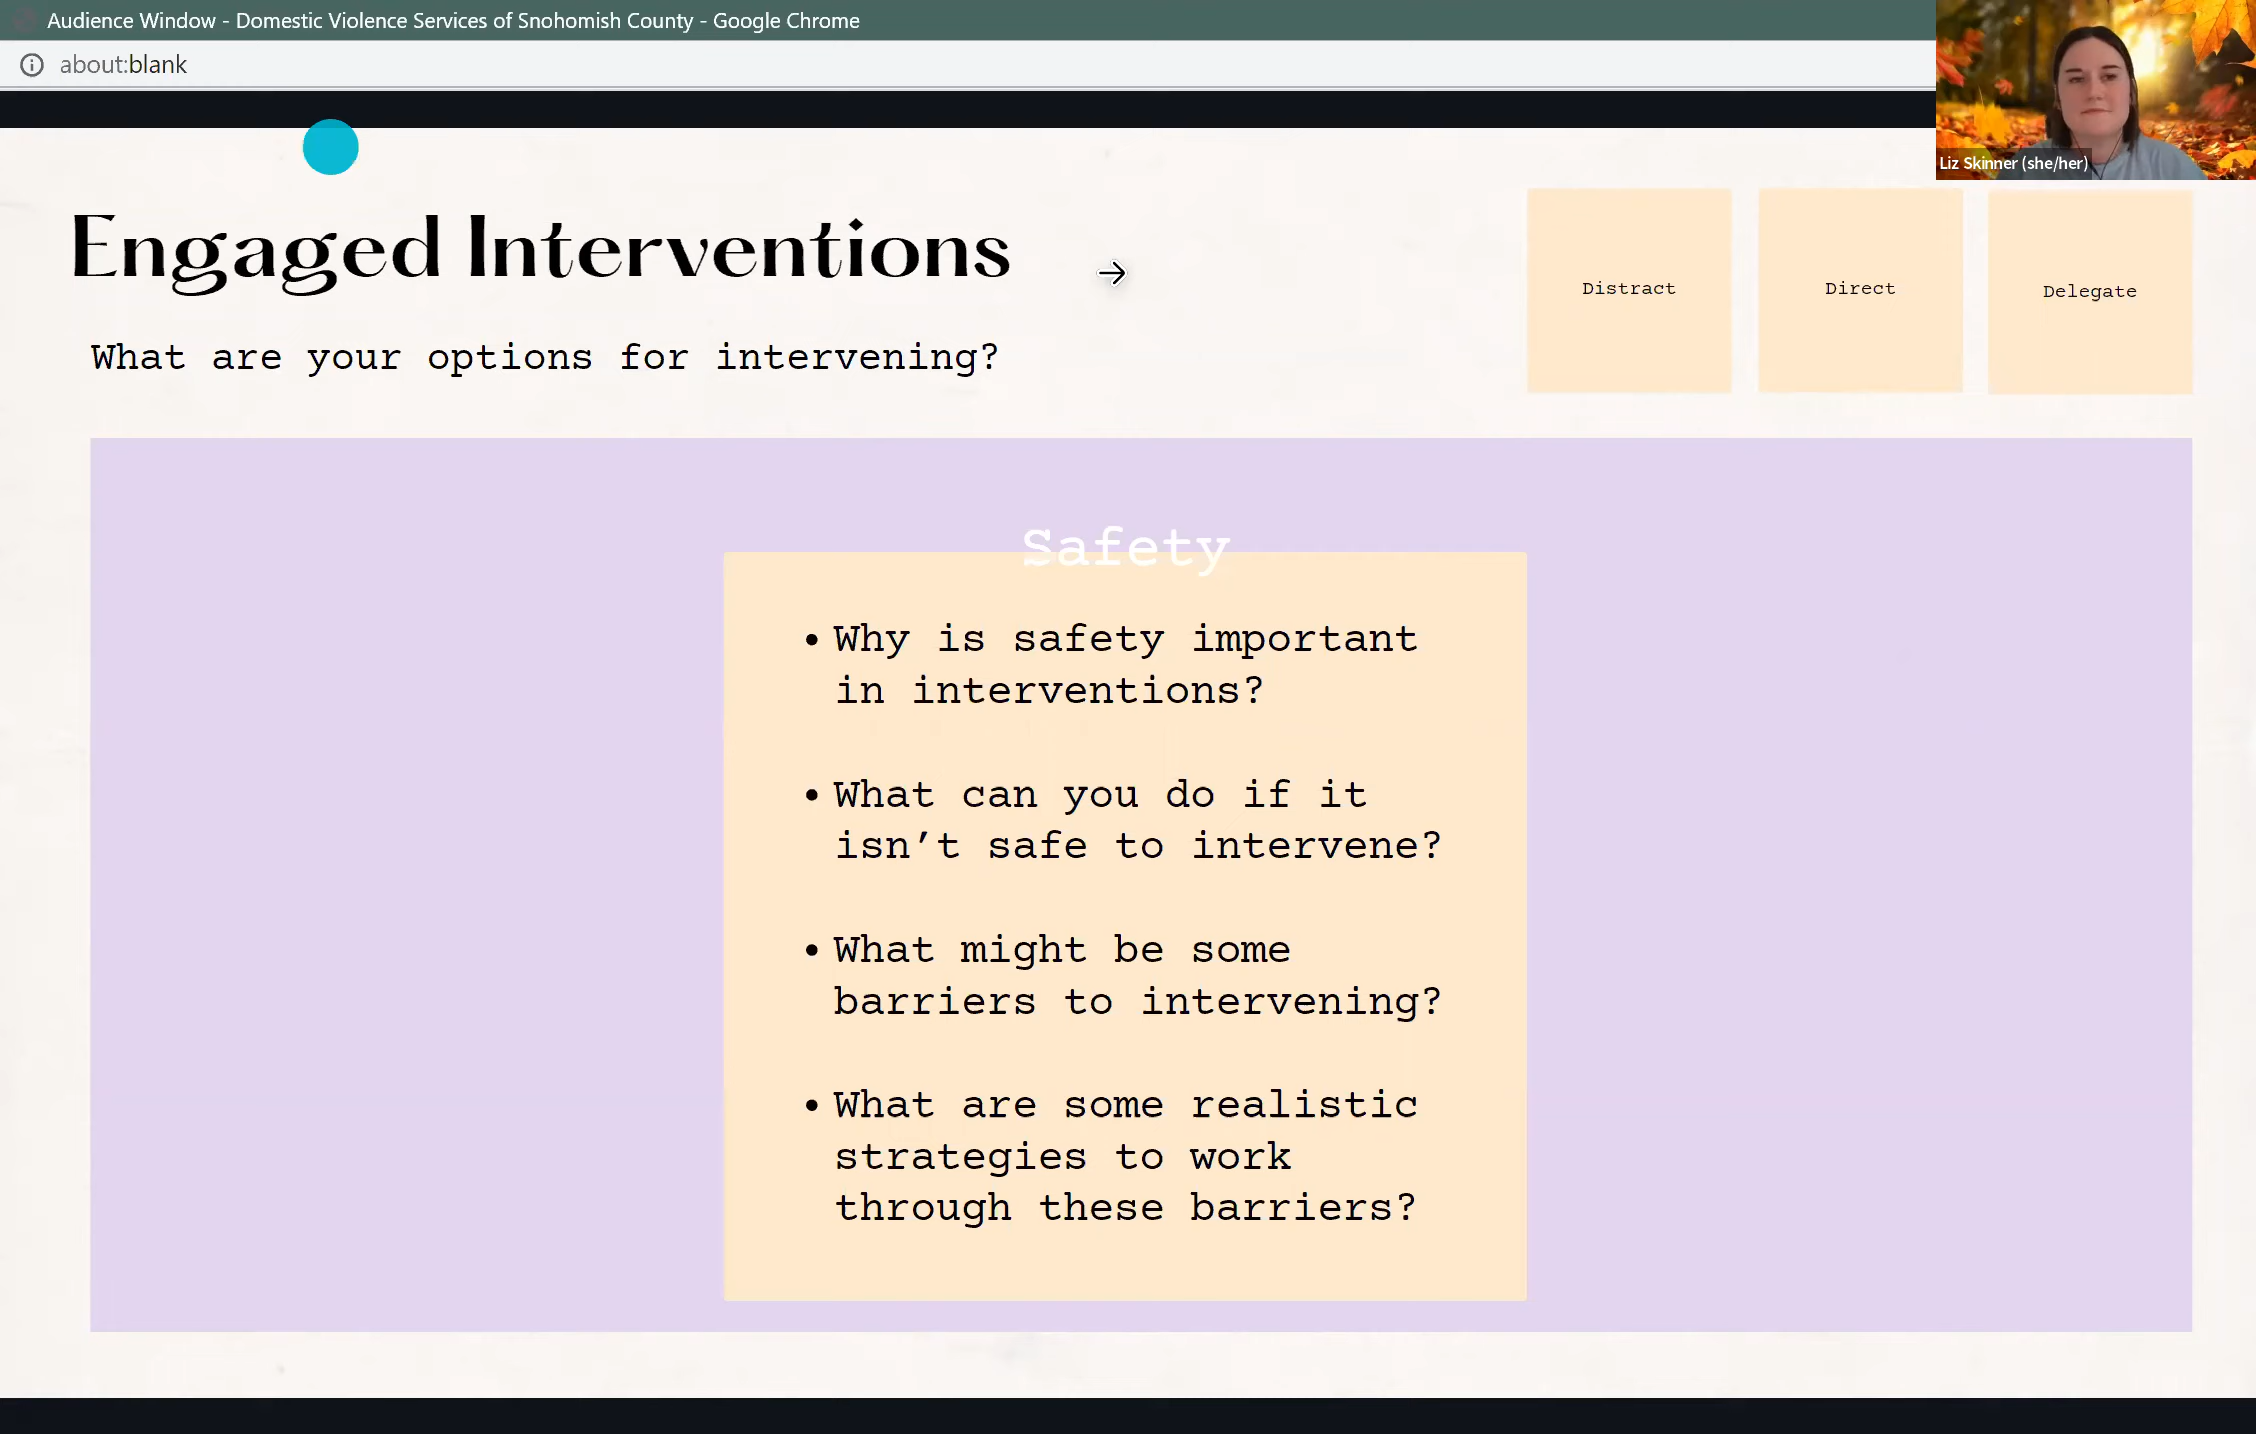 Audience Window - Domestic Violence Services of Snohomish County - Google Chrome
about:blank
Liz Skinner (she/her)
Engaged Interventions
→
Distract
Direct
Delegate
What are your options for intervening?
Safety
• Why is safety important
in interventions?
• What can you do if it
isn’t safe to intervene?
• What might be some
barriers to intervening?
• What are some realistic
strategies to work
through these barriers?